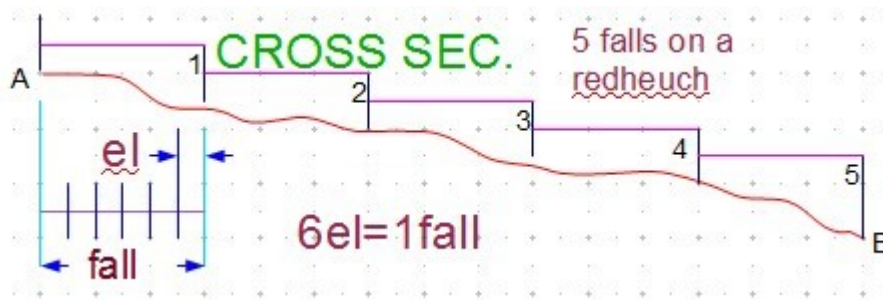 CROSS SEC.
5 falls on a
redheuch
A
1
2
3
4
5
B
el
6el=1fall
fall